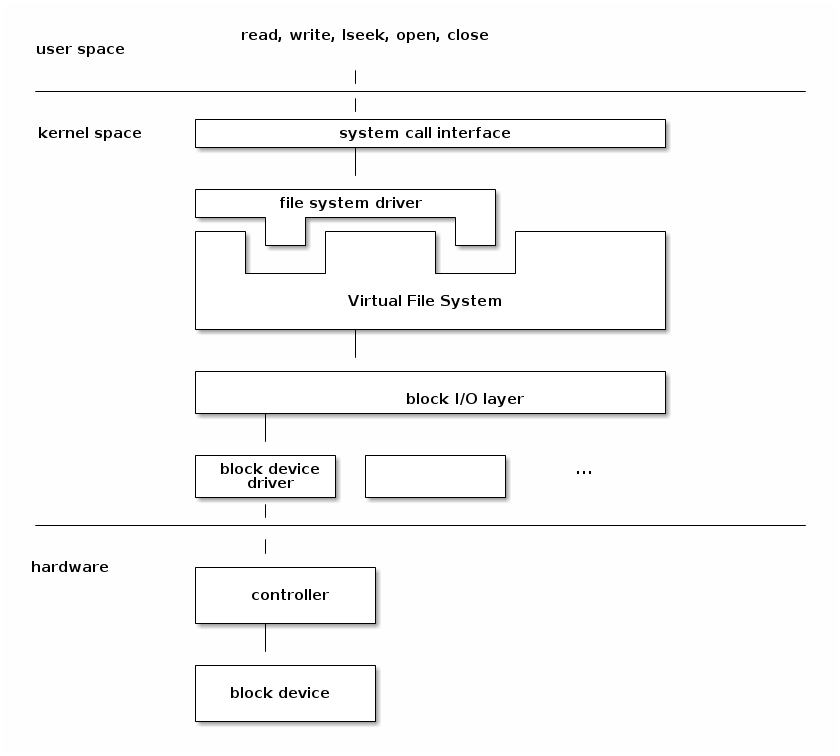 read, write, lseek, open, close
user space
kernel space
system call interface
file system driver
Virtual File System
block I/O layer
block device
driver
...
hardware
controller
block device